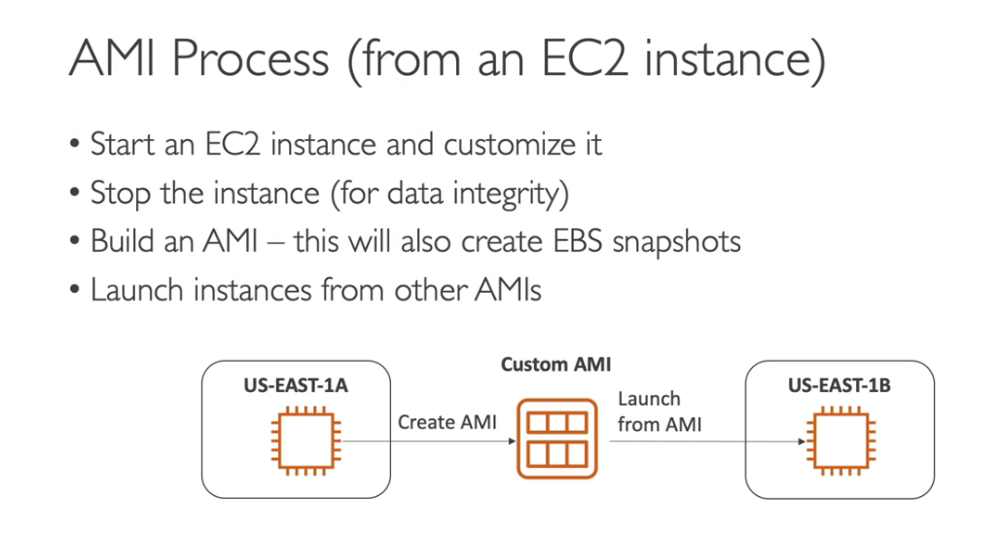 AMI Process (from an EC2 instance)
• Start an EC2 instance and customize it
• Stop the instance (for data integrity)
• Build an AMI – this will also create EBS snapshots
• Launch instances from other AMIs
US-EAST-1A
Create AMI
Custom AMI
Launch
from AMI
US-EAST-1B